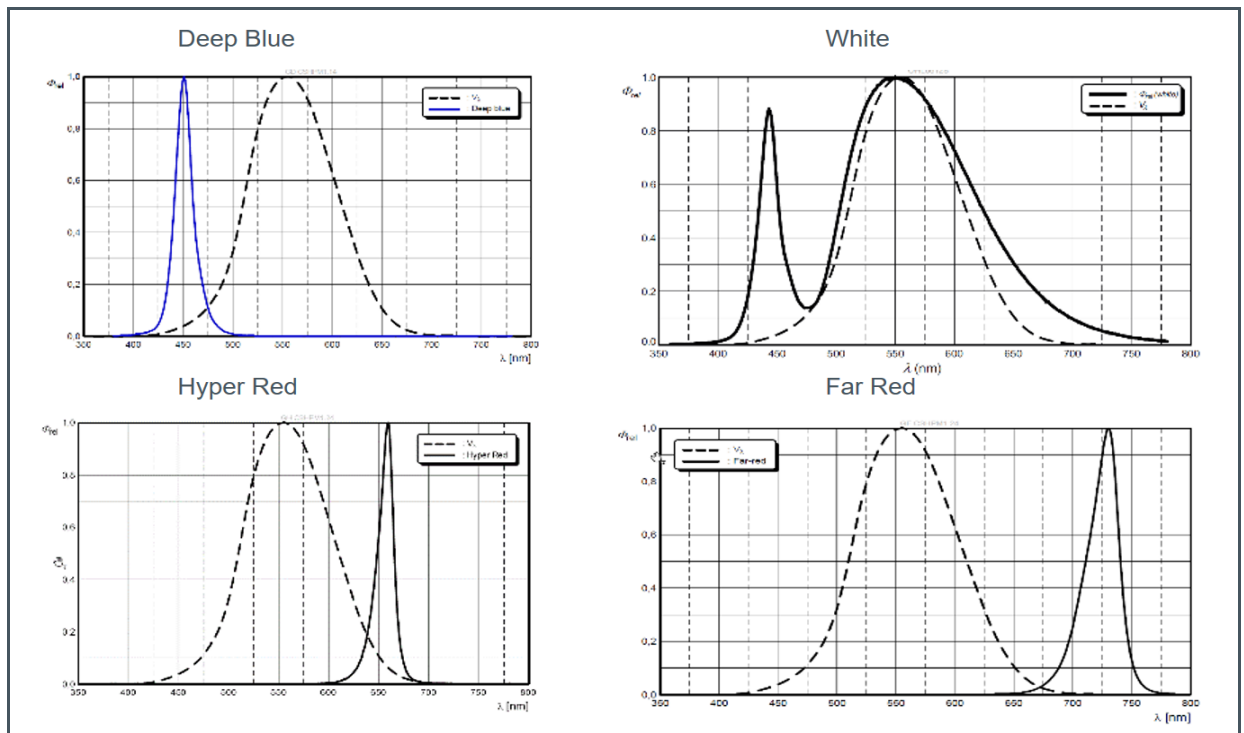 Deep Blue
White
Φrel
1,0
0,8
0,6
0,4
0,2
0,0
350 400 450 500 550 600 650 700 750 800
λ [nm]
: Vλ
: Deep blue
Φrel
1.0
0.8
0.6
0.4
0.2
0.0
350 400 450 500 550 600 650 700 750 800
λ (nm)
: Φrel (white)
: Vλ
Hyper Red
Far Red
Φrel
1,0
0,8
0,6
0,4
0,2
0,0
350 400 450 500 550 600 650 700 750 800
λ [nm]
: Vλ
: Hyper Red
Φrel
1,0
0,8
0,6
0,4
0,2
0,0
350 400 450 500 550 600 650 700 750 800
λ [nm]
: Vλ
: Far-red